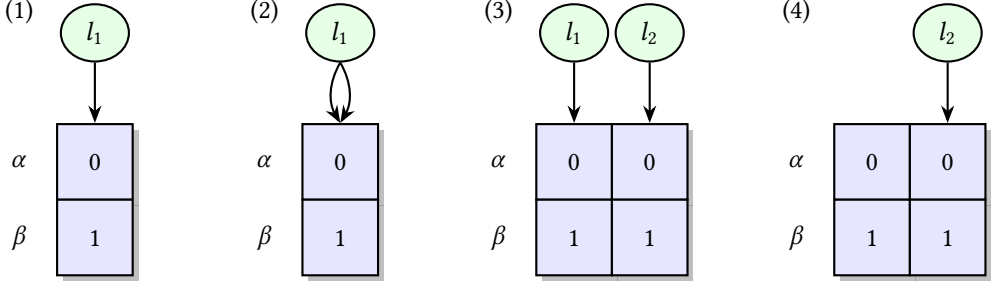 (1) (2) (3) (4)
l₁ l₁ l₁ l₂ l₂
α 0 α 0 α 0 0 α 0 0
β 1 β 1 β 1 1 β 1 1